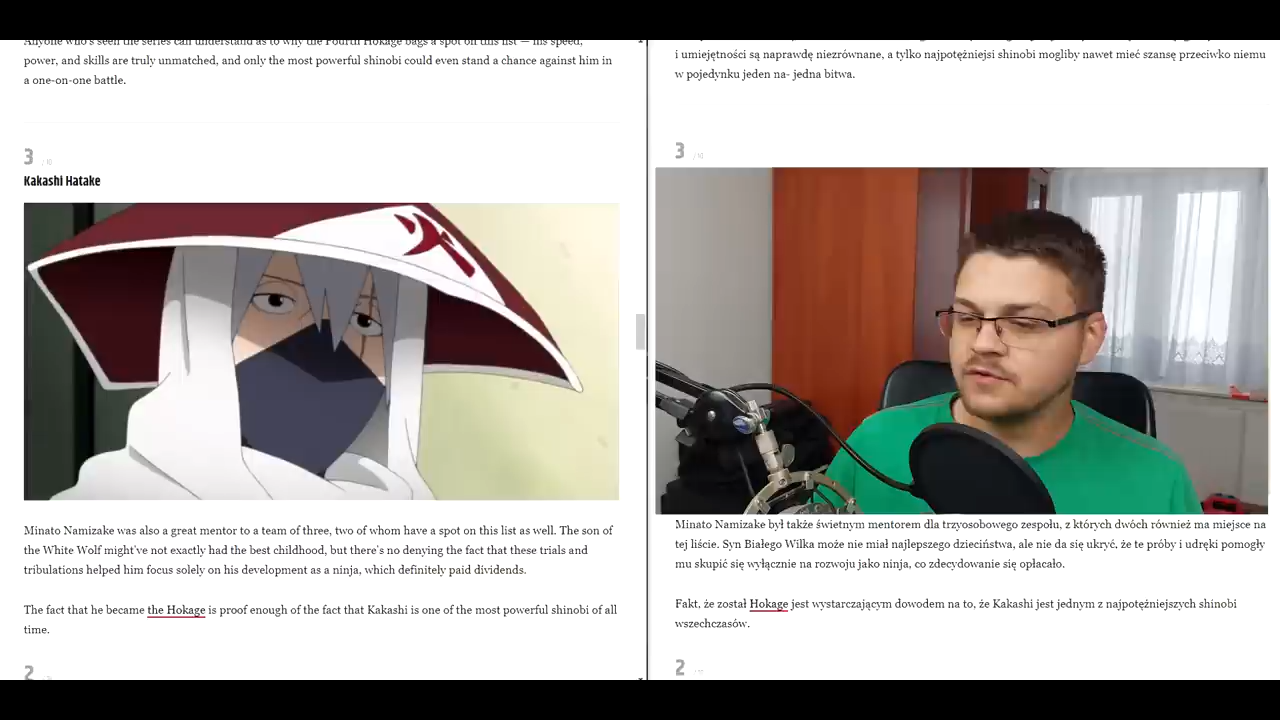 Anyone who's seen the series can understand as to why the Fourth Hokage bags a spot on this list — his speed,
power, and skills are truly unmatched, and only the most powerful shinobi could even stand a chance against him in
a one-on-one battle.
3 / 10
Kakashi Hatake
火
Minato Namizake was also a great mentor to a team of three, two of whom have a spot on this list as well. The son of
the White Wolf might've not exactly had the best childhood, but there's no denying the fact that these trials and
tribulations helped him focus solely on his development as a ninja, which definitely paid dividends.
The fact that he became the Hokage is proof enough of the fact that Kakashi is one of the most powerful shinobi of all
time.
2
i umiejętności są naprawdę niezrównane, a tylko najpotężniejsi shinobi mogliby nawet mieć szansę przeciwko niemu
w pojedynku jeden na- jedna bitwa.
3 / 10
Minato Namizake był także świetnym mentorem dla trzyosobowego zespołu, z których dwóch również ma miejsce na
tej liście. Syn Białego Wilka może nie miał najlepszego dzieciństwa, ale nie da się ukryć, że te próby i udręki pomogły
mu skupić się wyłącznie na rozwoju jako ninja, co zdecydowanie się opłacało.
Fakt, że został Hokage jest wystarczającym dowodem na to, że Kakashi jest jednym z najpotężniejszych shinobi
wszechczasów.
2